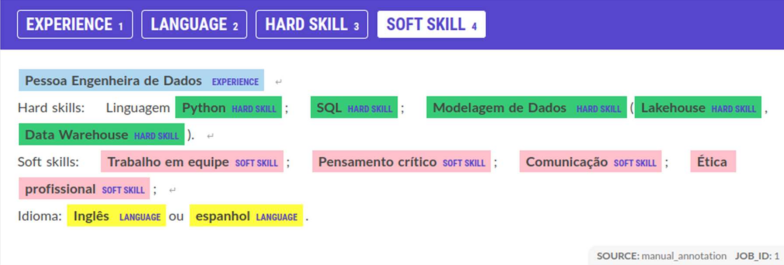 EXPERIENCE 1 LANGUAGE 2 HARD SKILL 3 SOFT SKILL 4
Pessoa Engenheira de Dados EXPERIENCE ↵
Hard skills: Linguagem Python HARD SKILL ; SQL HARD SKILL ; Modelagem de Dados HARD SKILL ( Lakehouse HARD SKILL ,
Data Warehouse HARD SKILL ). ↵
Soft skills: Trabalho em equipe SOFT SKILL ; Pensamento crítico SOFT SKILL ; Comunicação SOFT SKILL ; Ética
profissional SOFT SKILL ; ↵
Idioma: Inglês LANGUAGE ou espanhol LANGUAGE .
SOURCE: manual_annotation JOB_ID: 1